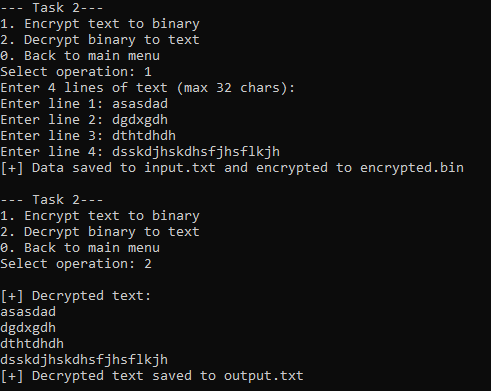 --- Task 2---
1. Encrypt text to binary
2. Decrypt binary to text
0. Back to main menu
Select operation: 1
Enter 4 lines of text (max 32 chars):
Enter line 1: asasdad
Enter line 2: dgdxgdh
Enter line 3: dthtdhdh
Enter line 4: dsskdjhskdhsfjhsflkjh
[+] Data saved to input.txt and encrypted to encrypted.bin
--- Task 2---
1. Encrypt text to binary
2. Decrypt binary to text
0. Back to main menu
Select operation: 2
[+] Decrypted text:
asasdad
dgdxgdh
dthtdhdh
dsskdjhskdhsfjhsflkjh
[+] Decrypted text saved to output.txt